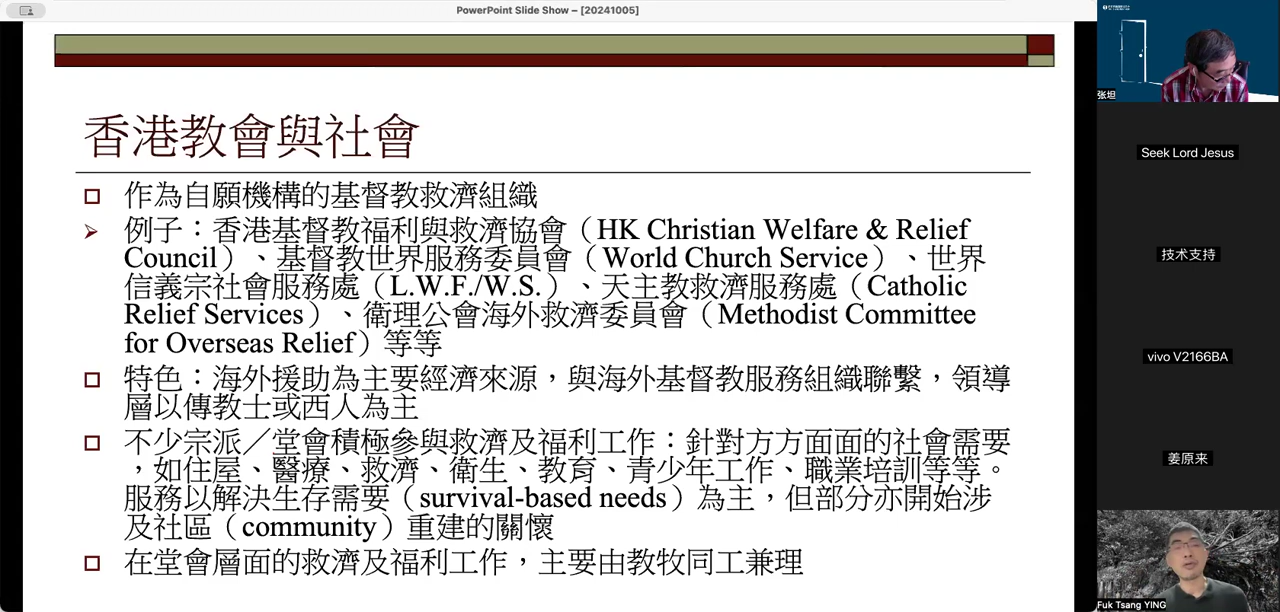 PowerPoint Slide Show – [20241005]
香港教會與社會
作為自願機構的基督教救濟組織
例子：香港基督教福利與救濟協會（HK Christian Welfare & Relief
Council）、基督教世界服務委員會（World Church Service）、世界
信義宗社會服務處（L.W.F./W.S.）、天主教救濟服務處（Catholic
Relief Services）、衛理公會海外救濟委員會（Methodist Committee
for Overseas Relief）等等
特色：海外援助為主要經濟來源，與海外基督教服務組織聯繫，領導
層以傳教士或西人為主
不少宗派／堂會積極參與救濟及福利工作：針對方方面面的社會需要
，如住屋、醫療、救濟、衛生、教育、青少年工作、職業培訓等等。
服務以解決生存需要（survival-based needs）為主，但部分亦開始涉
及社區（community）重建的關懷
在堂會層面的救濟及福利工作，主要由教牧同工兼理
张坦
Seek Lord Jesus
技术支持
vivo V2166BA
姜原来
Fuk Tsang YING